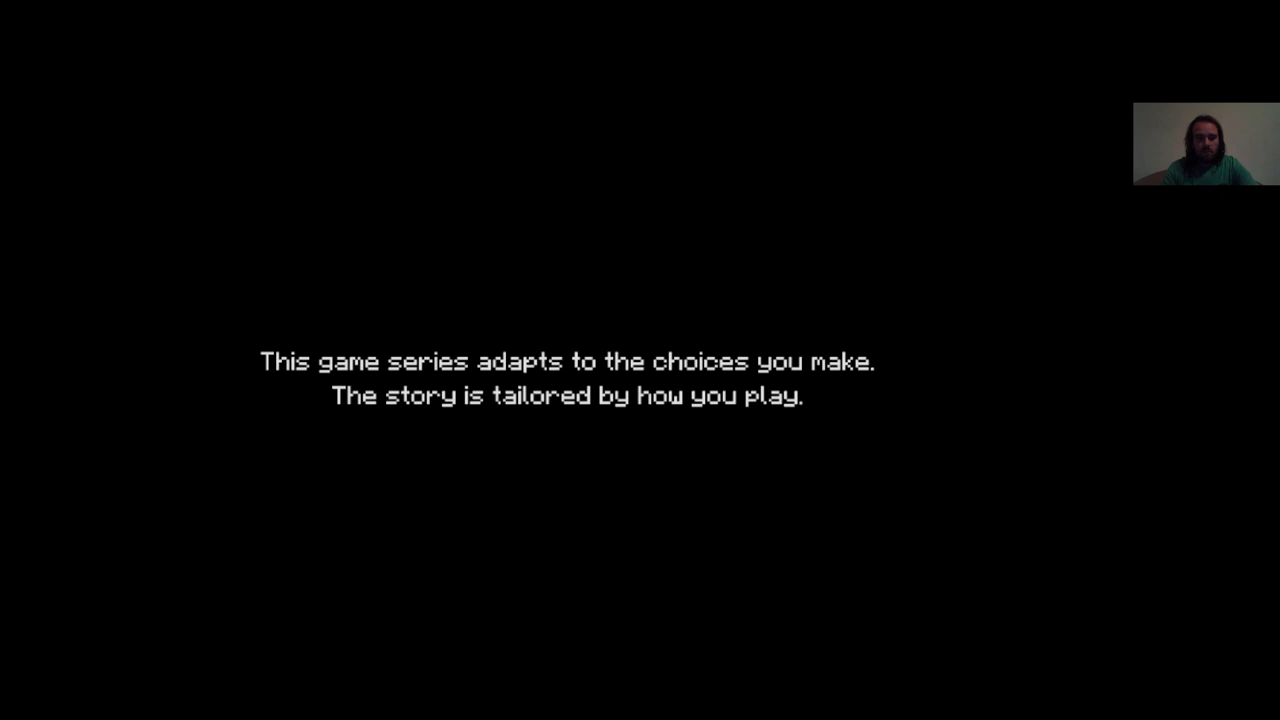 This game series adapts to the choices you make.
The story is tailored by how you play.